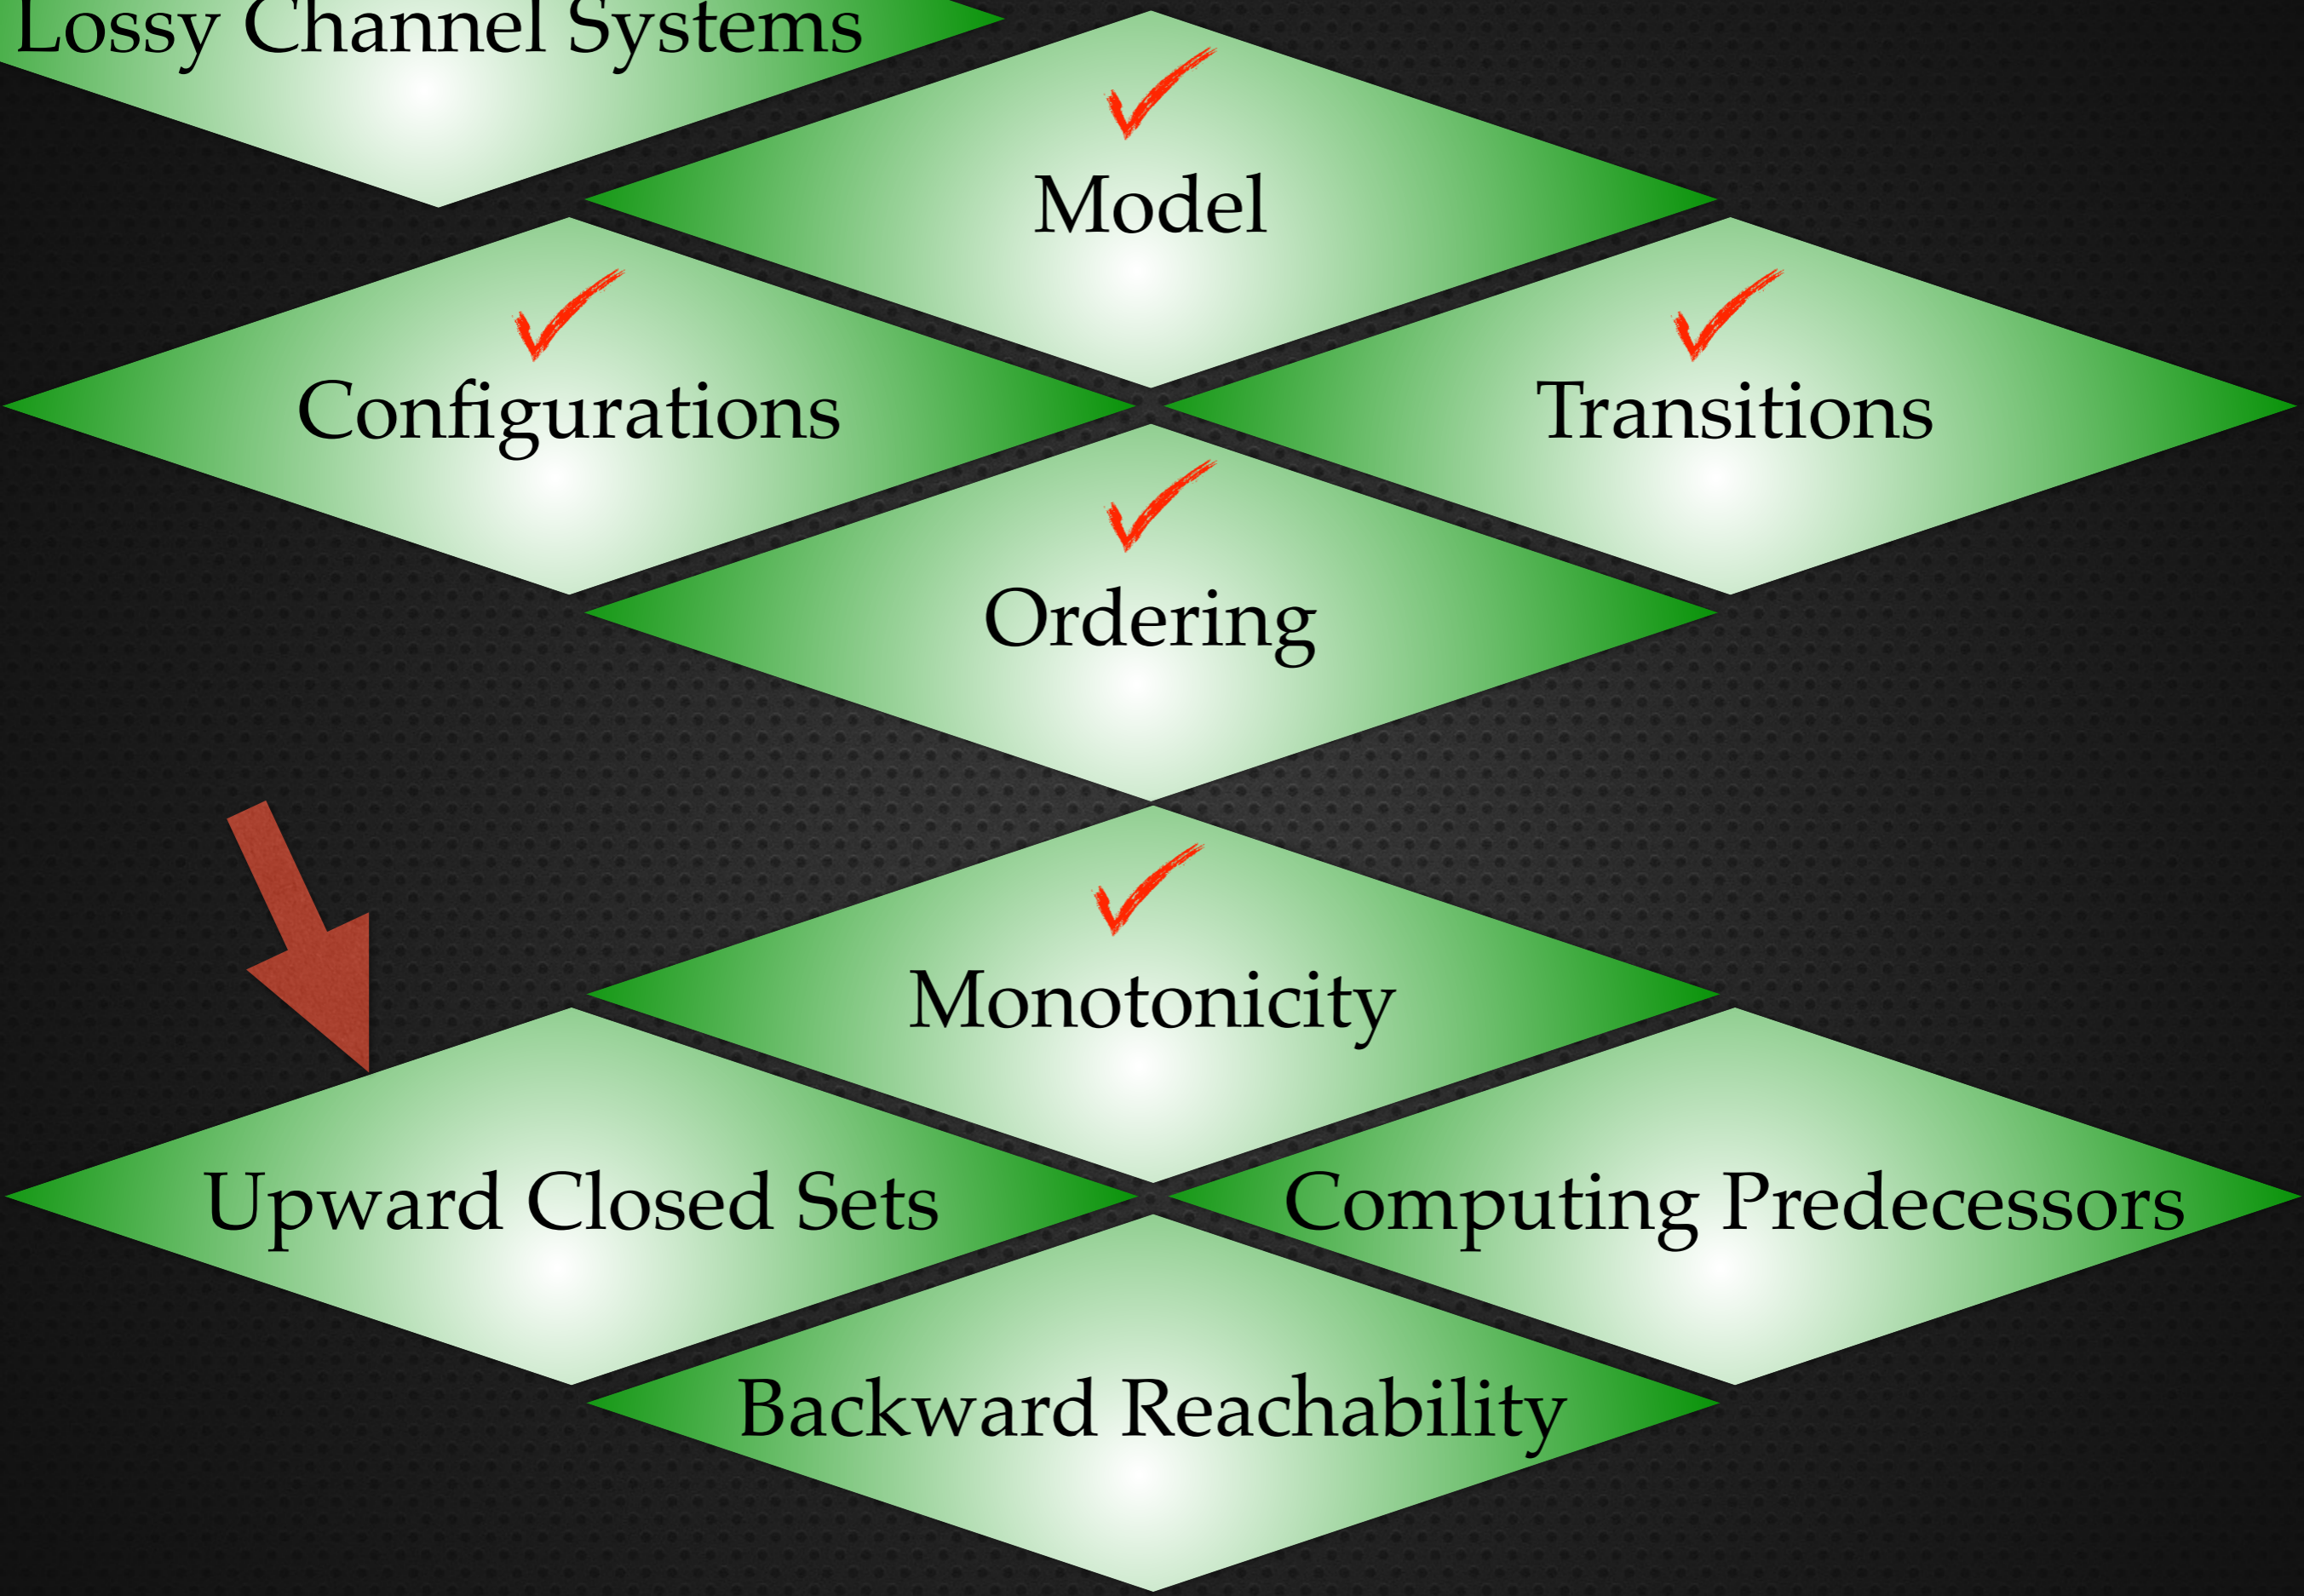 Lossy Channel Systems
Model
Configurations
Transitions
Ordering
Monotonicity
Upward Closed Sets
Computing Predecessors
Backward Reachability